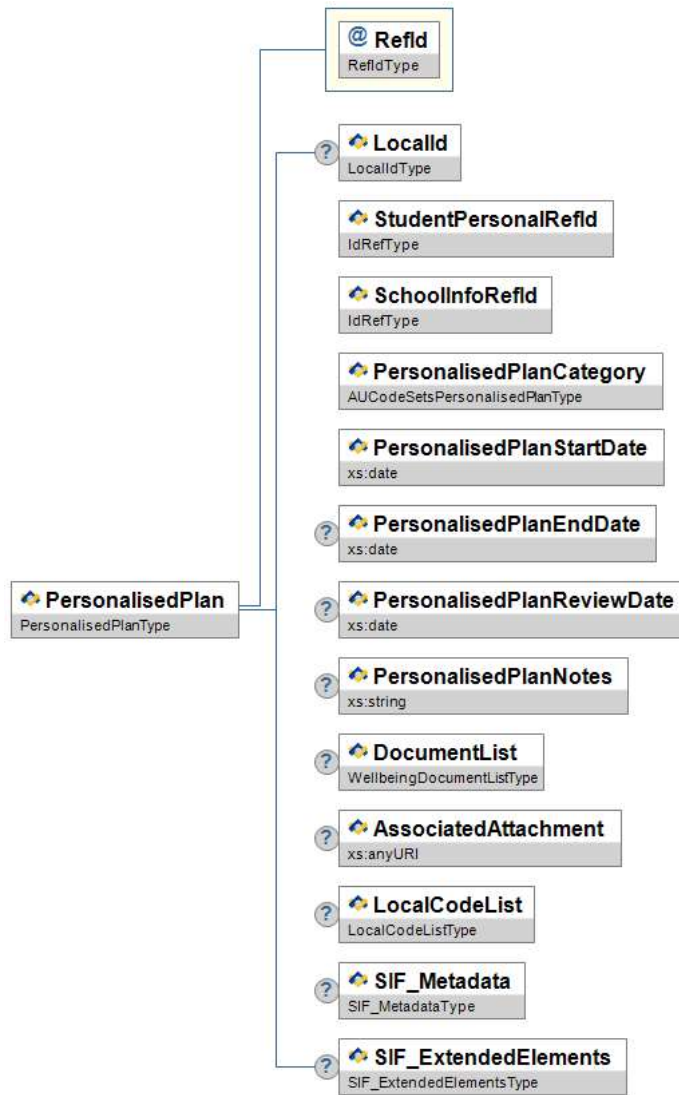 @ RefId
RefIdType
? LocalId
LocalIdType
StudentPersonalRefId
IdRefType
SchoolInfoRefId
IdRefType
PersonalisedPlanCategory
AUCodeSetsPersonalisedPlanType
PersonalisedPlanStartDate
xs:date
? PersonalisedPlanEndDate
xs:date
PersonalisedPlan
PersonalisedPlanType
? PersonalisedPlanReviewDate
xs:date
? PersonalisedPlanNotes
xs:string
? DocumentList
WellbeingDocumentListType
? AssociatedAttachment
xs:anyURI
? LocalCodeList
LocalCodeListType
? SIF_Metadata
SIF_MetadataType
? SIF_ExtendedElements
SIF_ExtendedElementsType